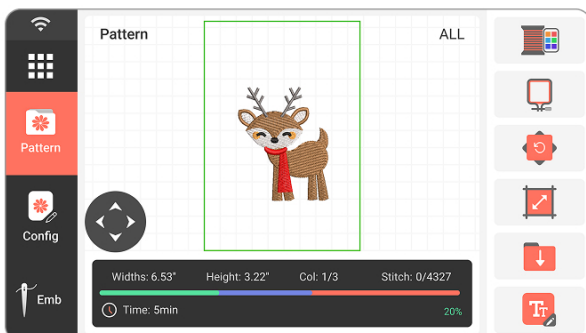 Pattern
ALL
Pattern
Config
Emb
Widths: 6.53" Height: 3.22" Col: 1/3 Stitch: 0/4327
Time: 5min 20%
TT